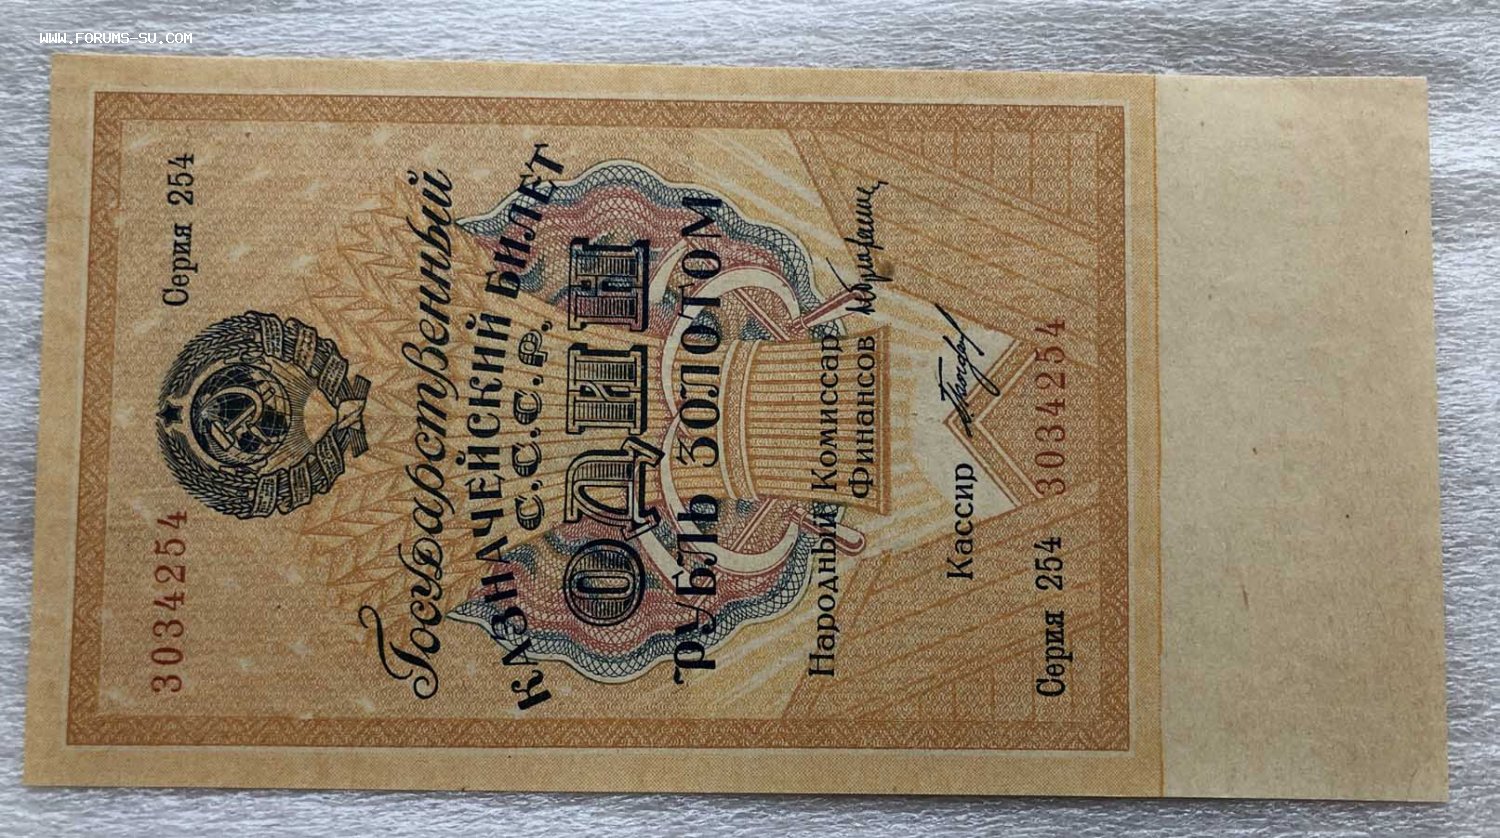 WWW.FORUMS-SU.COM
3034254 Серия 254
Государственный
КАЗНАЧЕЙСКИЙ БИЛЕТ
С.С.С.Р.
ОДИН
РУБЛЬ ЗОЛОТОМ
Народный Комиссар
Финансов
Кассир
Серия 254 3034254